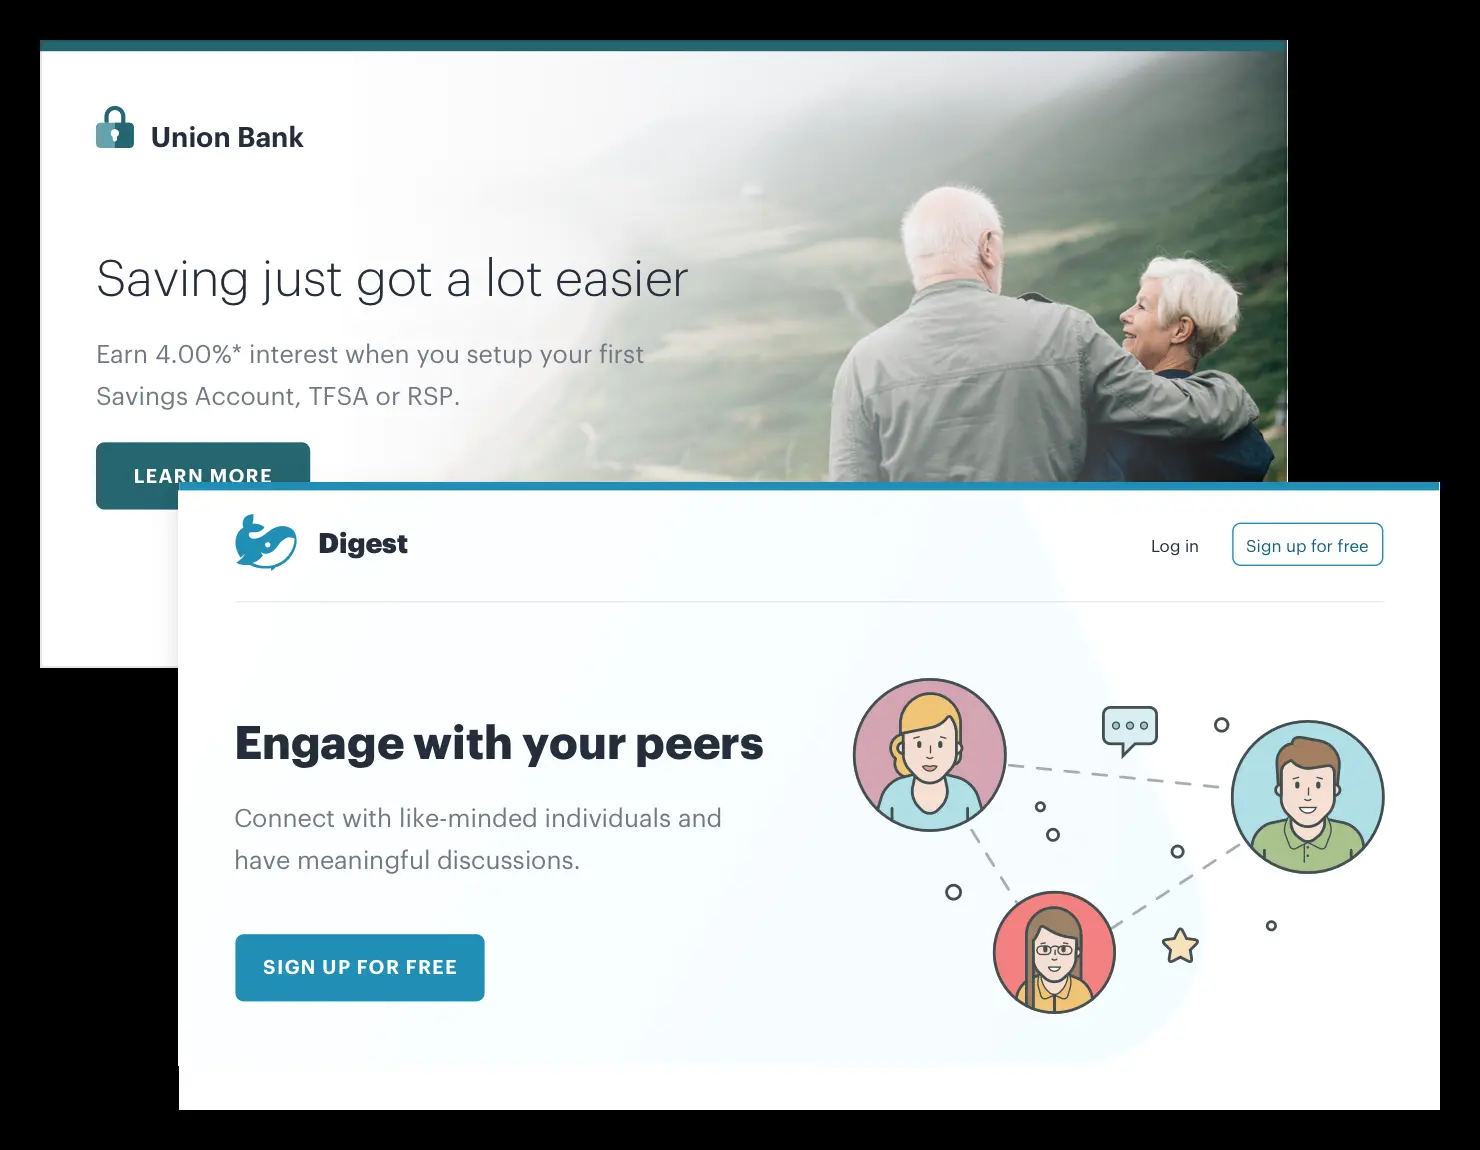 Union Bank
Saving just got a lot easier
Earn 4.00%* interest when you setup your first
Savings Account, TFSA or RSP.
LEARN MORE
Digest
Log in
Sign up for free
Engage with your peers
Connect with like-minded individuals and
have meaningful discussions.
SIGN UP FOR FREE